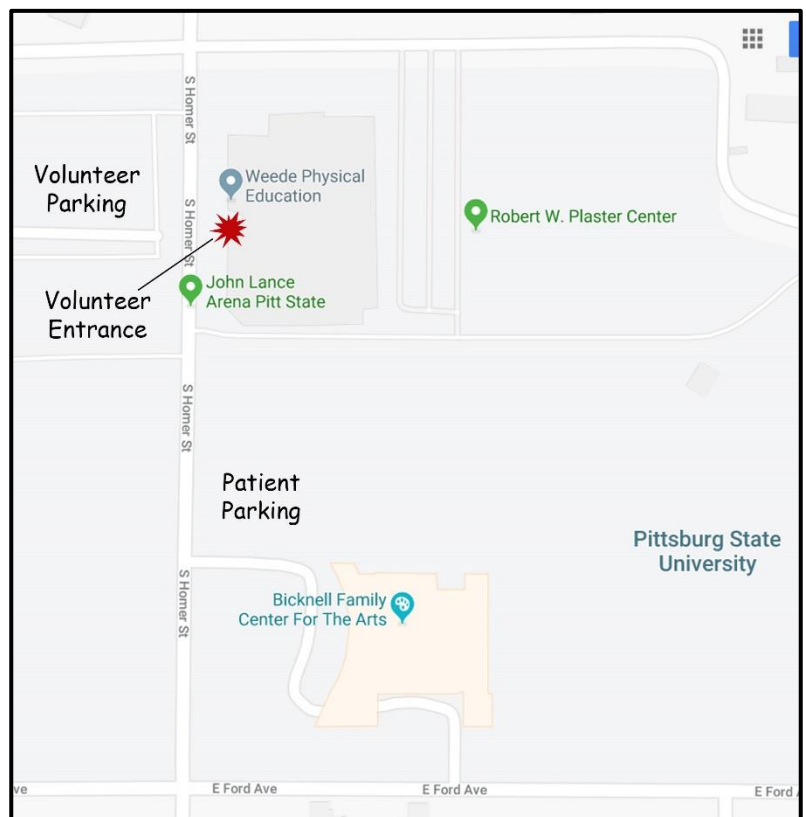 S Homer St
Volunteer
Parking
Weede Physical
Education
S Homer St
Robert W. Plaster Center
Volunteer
Entrance
John Lance
Arena Pitt State
S Homer St
Patient
Parking
Pittsburg State
University
S Homer St
Bicknell Family
Center For The Arts
ve
E Ford Ave
E Ford Ave
E Ford